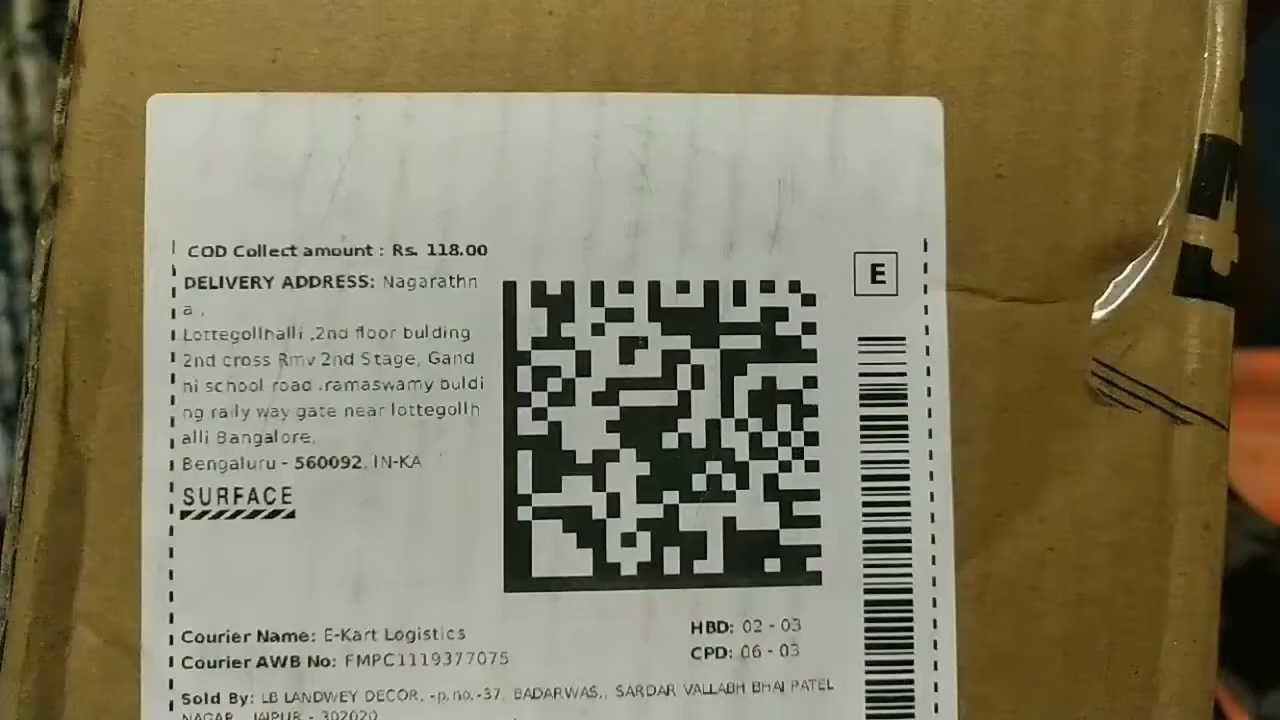 COD Collect amount : Rs. 118.00
E
DELIVERY ADDRESS: Nagarathn
a ,
Lottegollhalli ,2nd floor bulding
2nd cross Rmv 2nd Stage, Gand
hi school road .ramaswamy buldi
ng raily way gate near lottegollh
alli Bangalore,
Bengaluru - 560092, IN-KA
SURFACE
Courier Name: E-Kart Logistics
HBD: 02 - 03
Courier AWB No: FMPC1119377075
CPD: 06 - 03
Sold By: LB LANDWEY DECOR, -p.no.-37, BADARWAS,, SARDAR VALLABH BHAI PATEL
NAGAR, JAIPUR - 302020